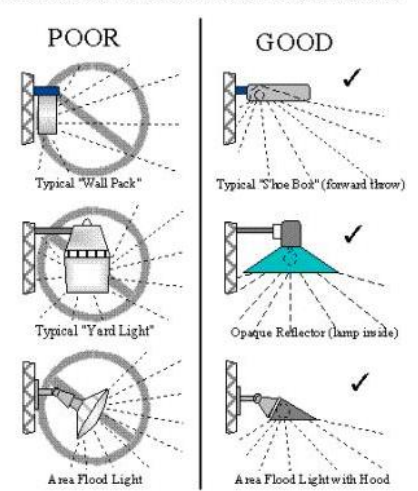 POOR
GOOD
Typical "Wall Pack"
Typical "Shoe Box" (forward throw)
Typical "Yard Light"
Opaque Reflector (lamp inside)
Area Flood Light
Area Flood Light with Hood